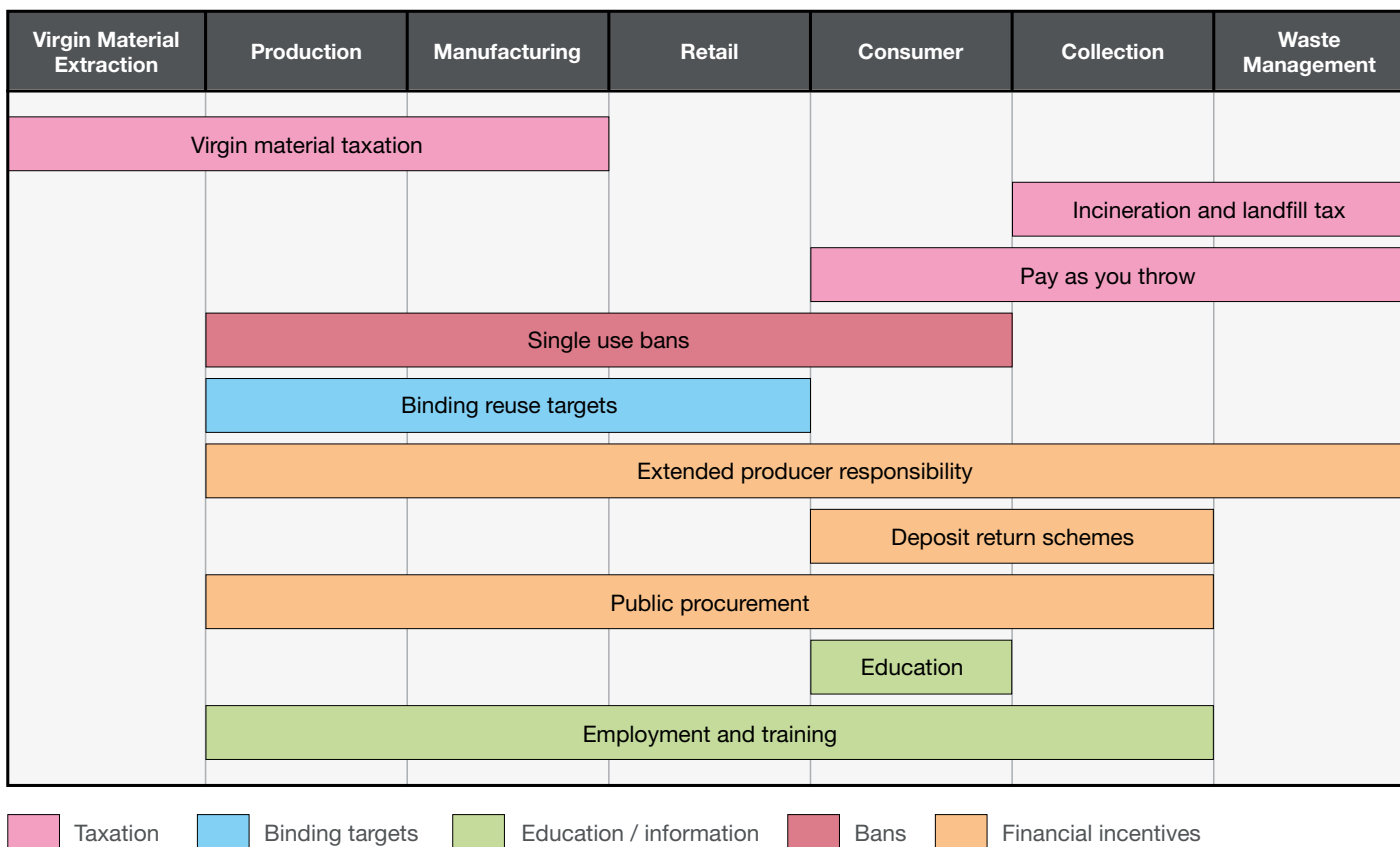 Virgin Material
Extraction
Production
Manufacturing
Retail
Consumer
Collection
Waste
Management
Virgin material taxation
Incineration and landfill tax
Pay as you throw
Single use bans
Binding reuse targets
Extended producer responsibility
Deposit return schemes
Public procurement
Education
Employment and training
Taxation
Binding targets
Education / information
Bans
Financial incentives